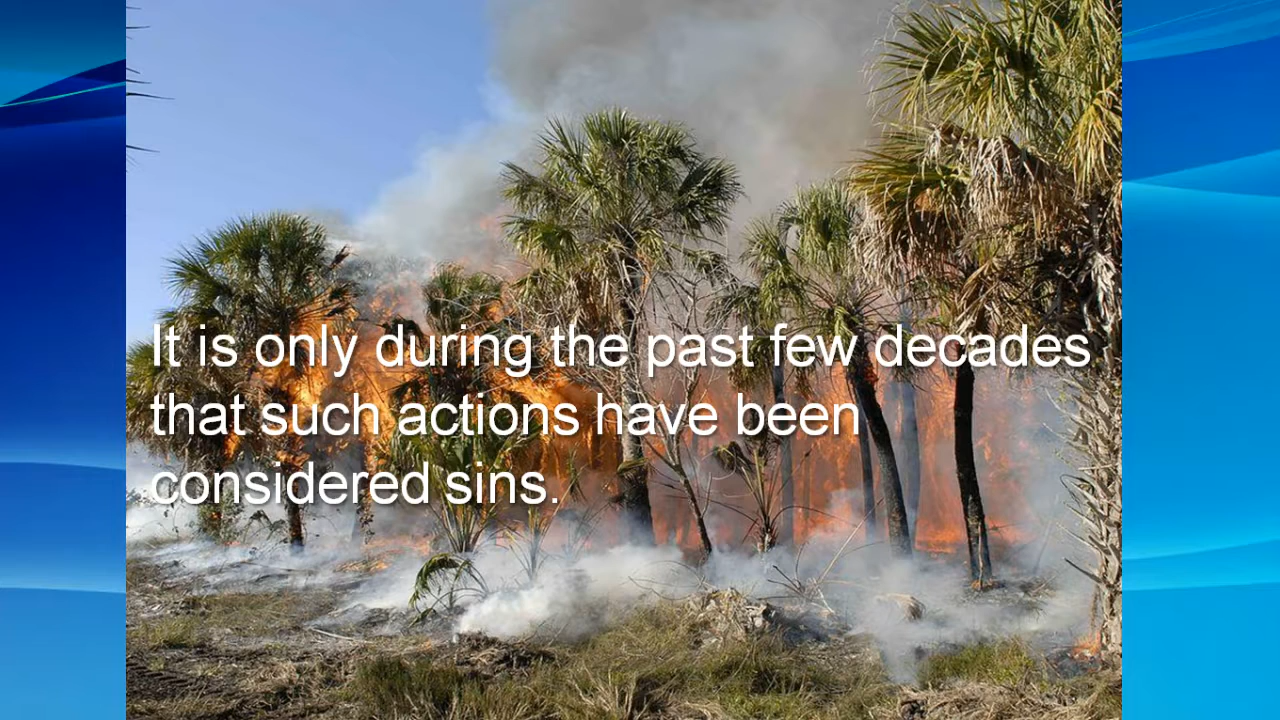 It is only during the past few decades
that such actions have been
considered sins.